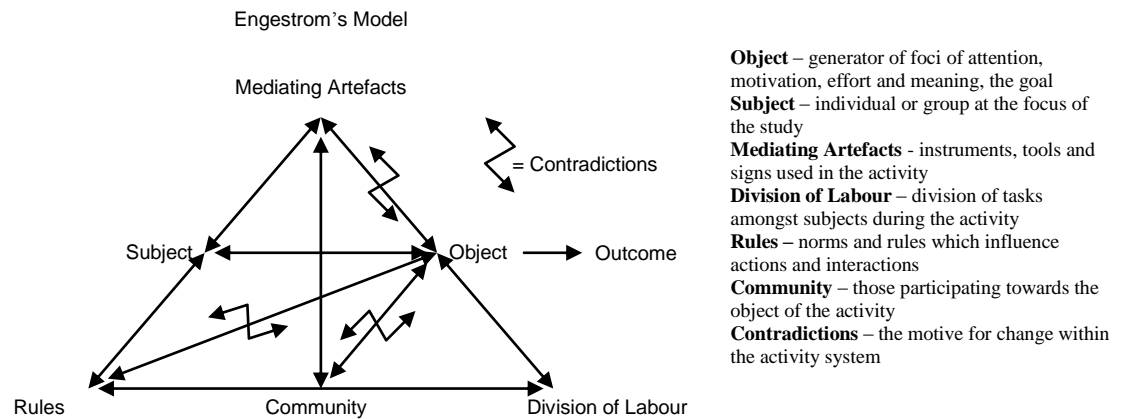 Engestrom's Model
Mediating Artefacts
= Contradictions
Subject
Object
Outcome
Rules
Community
Division of Labour
Object – generator of foci of attention,
motivation, effort and meaning, the goal
Subject – individual or group at the focus of
the study
Mediating Artefacts - instruments, tools and
signs used in the activity
Division of Labour – division of tasks
amongst subjects during the activity
Rules – norms and rules which influence
actions and interactions
Community – those participating towards the
object of the activity
Contradictions – the motive for change within
the activity system